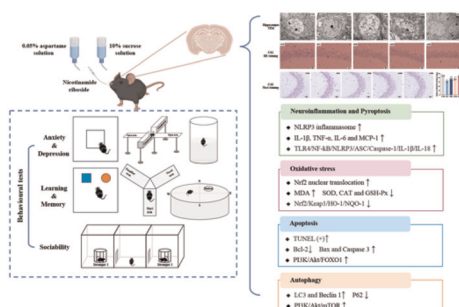 0.05% aspartame
solution
10% sucrose
solution
Nicotinamide
riboside
Behavioural tests
Anxiety
&
Depression
Learning
&
Memory
Sociability
Neuroinflammation and Pyroptosis
◆ NLRP3 inflammasome ↑
◆ IL-1β, TNF-α, IL-6 and MCP-1 ↑
◆ TLR4/NF-kB/NLRP3/ASC/Caspase-1/IL-1β/IL-18 ↑
Oxidative stress
◆ Nrf2 nuclear translocation ↑
◆ MDA ↑ SOD, CAT and GSH-Px ↓
◆ Nrf2/Keap1/HO-1/NQO-1 ↓
Apoptosis
◆ TUNEL (+) ↑
◆ Bcl-2↓ Bax and Caspase 3 ↑
◆ PI3K/Akt/FOXO1 ↑
Autophagy
◆ LC3 and Beclin 1↑ P62 ↓
◆ PI3K/Akt/mTOR ↑